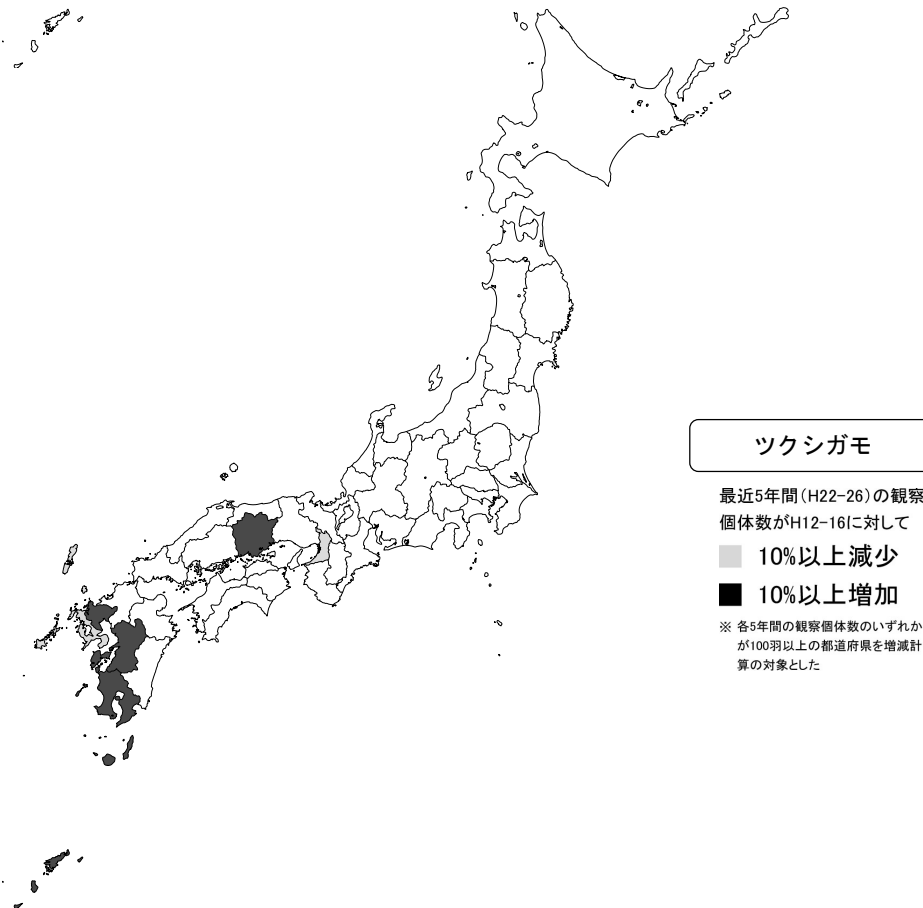 ツクシガモ
最近5年間(H22-26)の観察
個体数がH12-16に対して
10%以上減少
10%以上増加
※ 各5年間の観察個体数のいずれか
が100羽以上の都道府県を増減計
算の対象とした